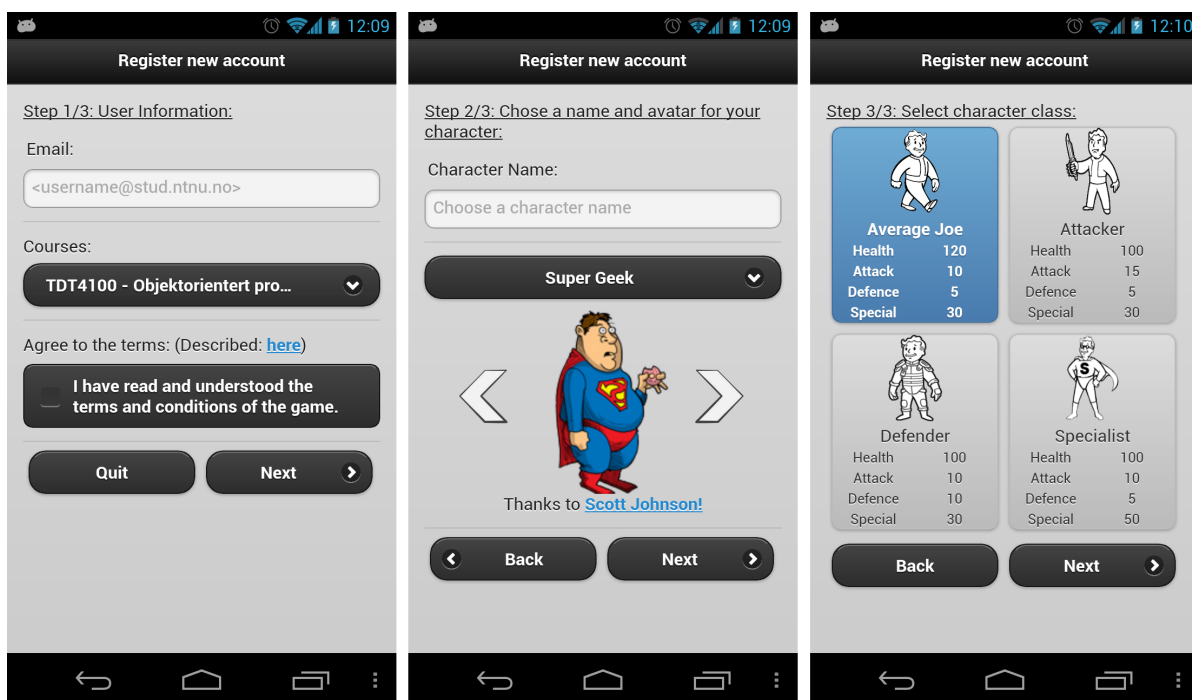 12:09
Register new account
Step 1/3: User Information:
Email:
<username@stud.ntnu.no>
Courses:
TDT4100 - Objektorientert pro...
Agree to the terms: (Described: here)
I have read and understood the
terms and conditions of the game.
Quit
Next
12:09
Register new account
Step 2/3: Chose a name and avatar for your
character:
Character Name:
Choose a character name
Super Geek
S
Thanks to Scott Johnson!
Back
Next
12:10
Register new account
Step 3/3: Select character class:
Average Joe
Health 120
Attack 10
Defence 5
Special 30
Attacker
Health 100
Attack 15
Defence 5
Special 30
Defender
Health 100
Attack 10
Defence 10
Special 30
S
Specialist
Health 100
Attack 10
Defence 5
Special 50
Back
Next